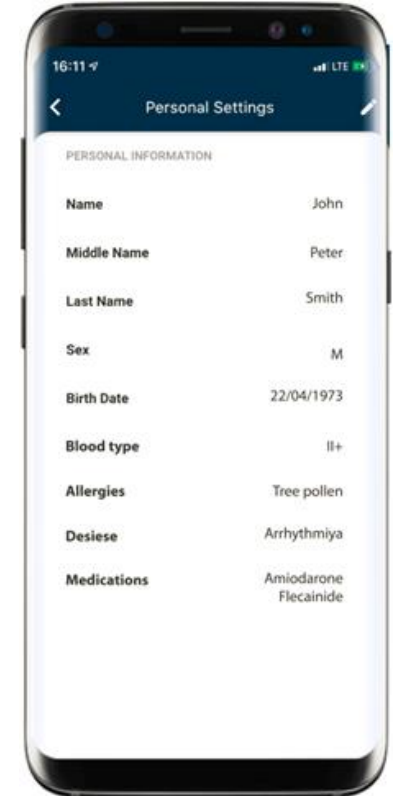 16:11
LTE
Personal Settings
PERSONAL INFORMATION
Name John
Middle Name Peter
Last Name Smith
Sex M
Birth Date 22/04/1973
Blood type II+
Allergies Tree pollen
Desiese Arrhythmiya
Medications Amiodarone
Flecainide